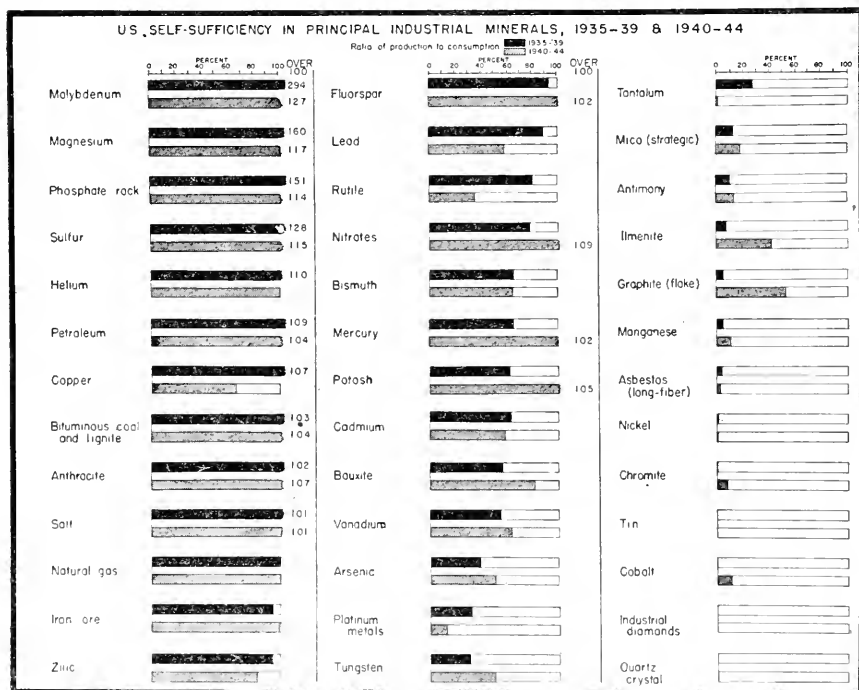 U.S. SELF-SUFFICIENCY IN PRINCIPAL INDUSTRIAL MINERALS, 1935-39 & 1940-44
Ratio of production to consumption 1935-'39
1940-44
PERCENT OVER
0 20 40 60 80 100 100
Molybdenum 294
127
Magnesium 160
117
Phosphate rock 151
114
Sulfur 128
115
Helium 110
Petroleum 109
104
Copper 107
Bituminous coal and lignite 103
104
Anthracite 102
107
Salt 101
101
Natural gas
Iron ore
Zinc
PERCENT OVER
0 20 40 60 80 100 100
Fluorspar
102
Lead
Rutile
Nitrates
109
Bismuth
Mercury
102
Potash
105
Cadmium
Bauxite
Vanadium
Arsenic
Platinum
metals
Tungsten
PERCENT
0 20 40 60 80 100
Tantalum
Mica (strategic)
Antimony
Ilmenite
Graphite (flake)
Manganese
Asbestos
(long-fiber)
Nickel
Chromite
Tin
Cobalt
Industrial
diamonds
Quartz
crystal